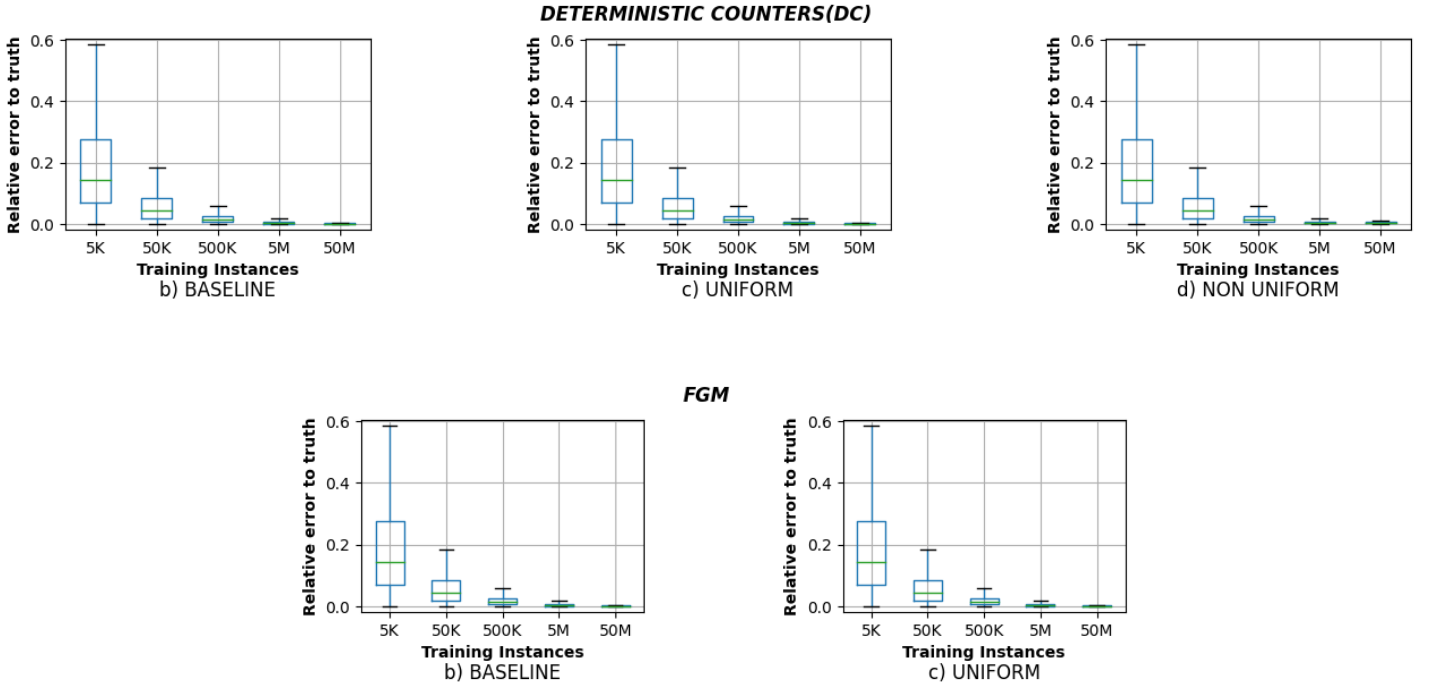 DETERMINISTIC COUNTERS(DC)
Relative error to truth
0.6
0.4
0.2
0.0
5K 50K 500K 5M 50M
Training Instances
b) BASELINE
Relative error to truth
0.6
0.4
0.2
0.0
5K 50K 500K 5M 50M
Training Instances
c) UNIFORM
Relative error to truth
0.6
0.4
0.2
0.0
5K 50K 500K 5M 50M
Training Instances
d) NON UNIFORM
FGM
Relative error to truth
0.6
0.4
0.2
0.0
5K 50K 500K 5M 50M
Training Instances
b) BASELINE
Relative error to truth
0.6
0.4
0.2
0.0
5K 50K 500K 5M 50M
Training Instances
c) UNIFORM